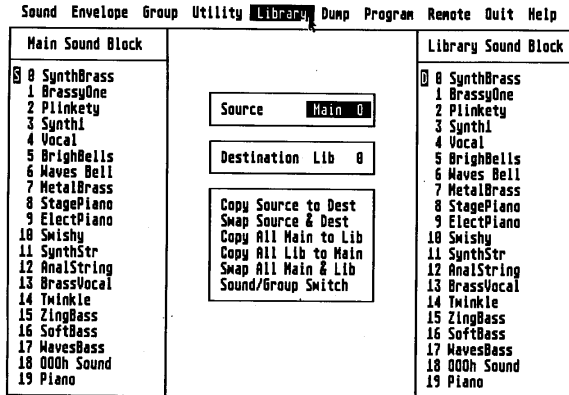 Sound Envelope Group Utility Library Dump Program Remote Quit Help
Main Sound Block
S 0 SynthBrass
1 BrassyOne
2 Plinkety
3 Synth1
4 Vocal
5 BrighBells
6 Waves Bell
7 MetalBrass
8 StagePiano
9 ElectPiano
10 Swishy
11 SynthStr
12 AnalString
13 BrassVocal
14 Twinkle
15 ZingBass
16 SoftBass
17 WavesBass
18 OOOh Sound
19 Piano
Source Main 0
Destination Lib 0
Copy Source to Dest
Swap Source & Dest
Copy All Main to Lib
Copy All Lib to Main
Swap All Main & Lib
Sound/Group Switch
Library Sound Block
D 0 SynthBrass
1 BrassyOne
2 Plinkety
3 Synth1
4 Vocal
5 BrighBells
6 Waves Bell
7 MetalBrass
8 StagePiano
9 ElectPiano
10 Swishy
11 SynthStr
12 AnalString
13 BrassVocal
14 Twinkle
15 ZingBass
16 SoftBass
17 WavesBass
18 OOOh Sound
19 Piano